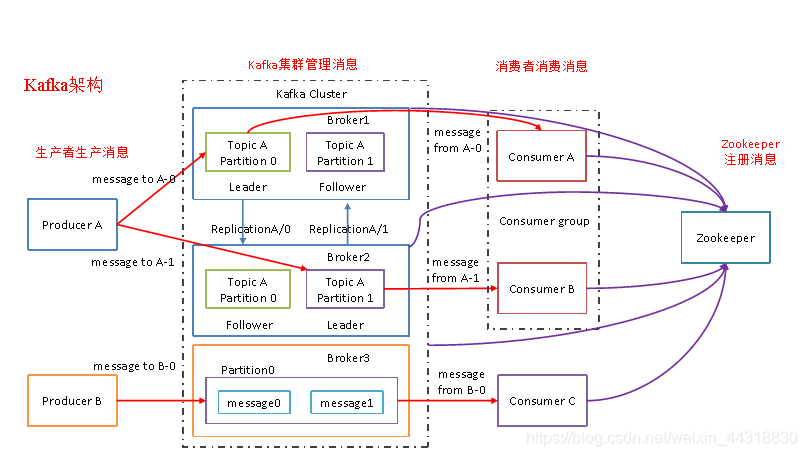 Kafka架构
Kafka集群管理消息
消费者消费消息
生产者生产消息
Zookeeper
注册消息
Kafka Cluster
Broker1
Topic A
Partition 0
Topic A
Partition 1
Leader
Follower
message to A-0
Producer A
message to A-1
ReplicationA/0
ReplicationA/1
Broker2
Topic A
Partition 0
Topic A
Partition 1
Follower
Leader
message
from A-0
Consumer A
Consumer group
message
from A-1
Consumer B
Zookeeper
Broker3
Partition0
message0
message1
message to B-0
Producer B
message
from B-0
Consumer C
https://blog.csdn.net/weixin_44318830